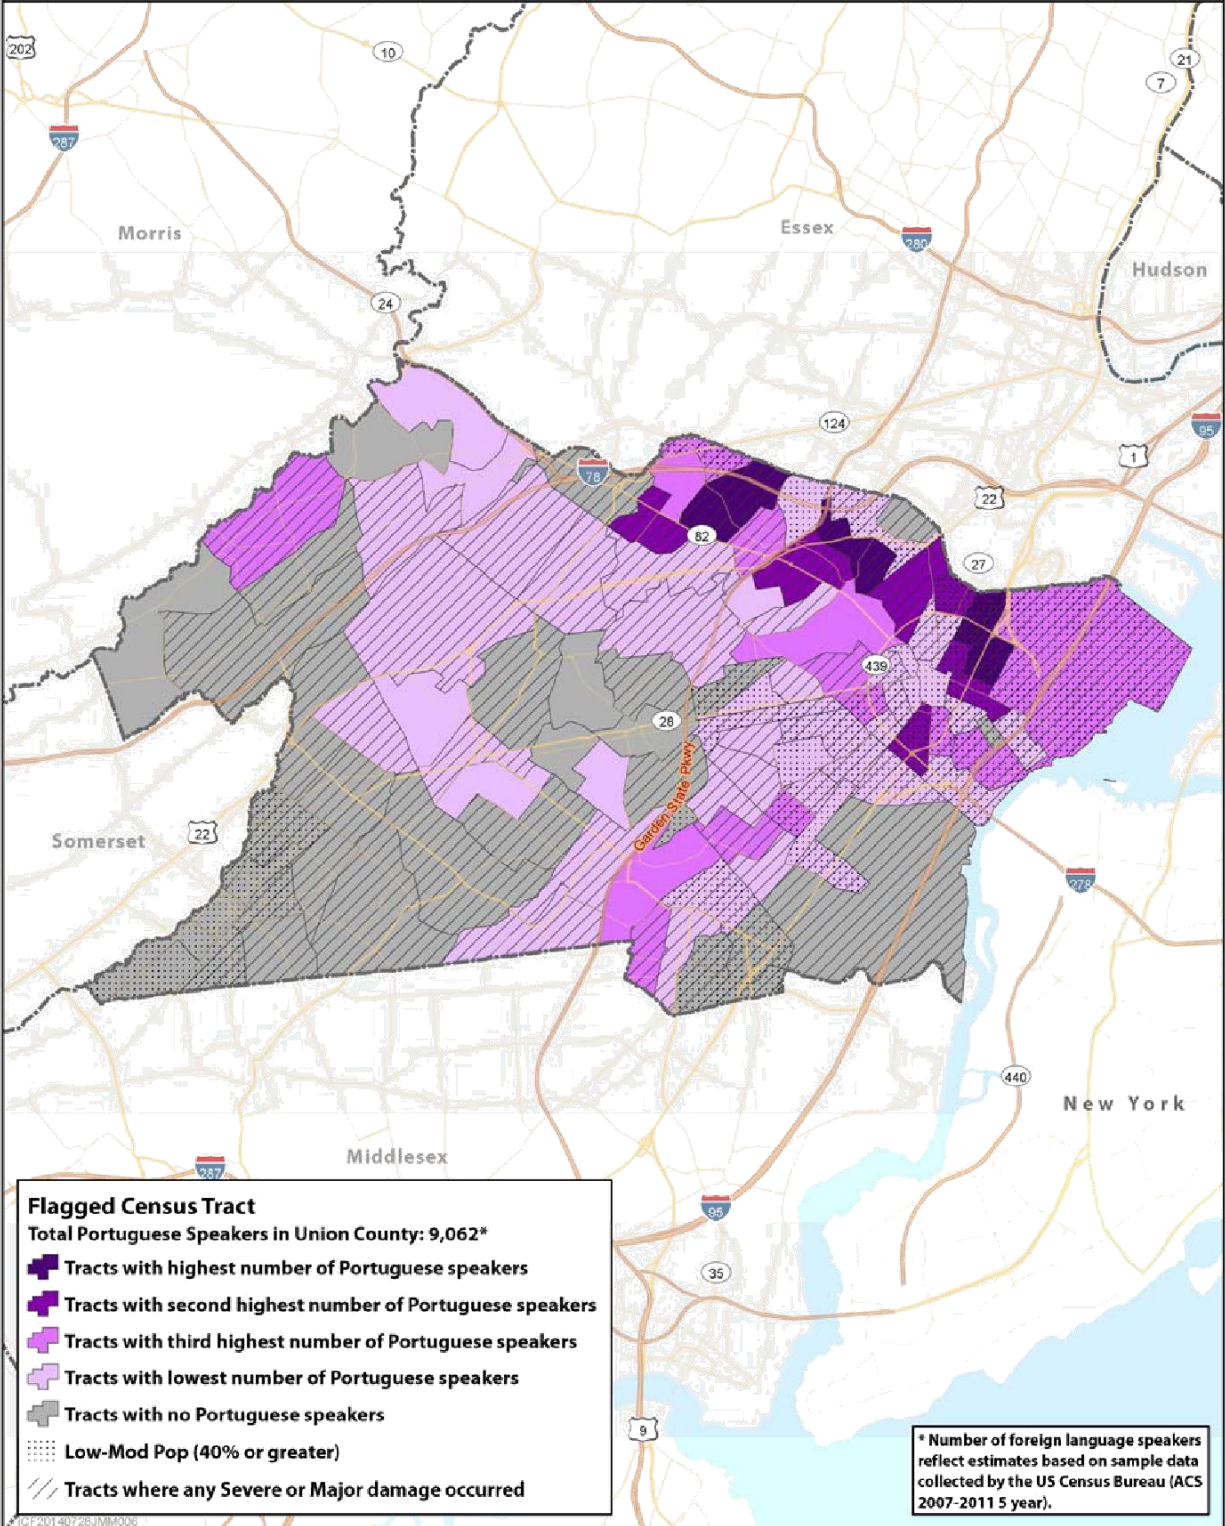 202
10
21
7
287
Morris
Essex
280
Hudson
24
124
95
1
78
22
82
27
439
28
Garden State Pkwy
Somerset
22
278
440
New York
Middlesex
287
95
35
9
Flagged Census Tract
Total Portuguese Speakers in Union County: 9,062*
Tracts with highest number of Portuguese speakers
Tracts with second highest number of Portuguese speakers
Tracts with third highest number of Portuguese speakers
Tracts with lowest number of Portuguese speakers
Tracts with no Portuguese speakers
Low-Mod Pop (40% or greater)
Tracts where any Severe or Major damage occurred
* Number of foreign language speakers
reflect estimates based on sample data
collected by the US Census Bureau (ACS
2007-2011 5 year).
ICF20140728JMM006